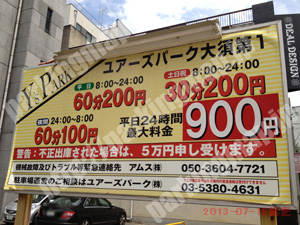 Y's PARK
ユアーズパーク大須第1
平日 8:00~24:00
60分200円
土日祝 8:00~24:00
30分200円
夜間 24:00~8:00
60分100円
平日24時間
最大料金
900円
警告:不正出庫された場合は、5万円申し受けます。
機械故障及びトラブル等緊急連絡先 アムス㈱ 050-3604-7721
駐車場運営のご相談はユアーズパーク㈱ 03-5380-4631
DEAL DESIGN